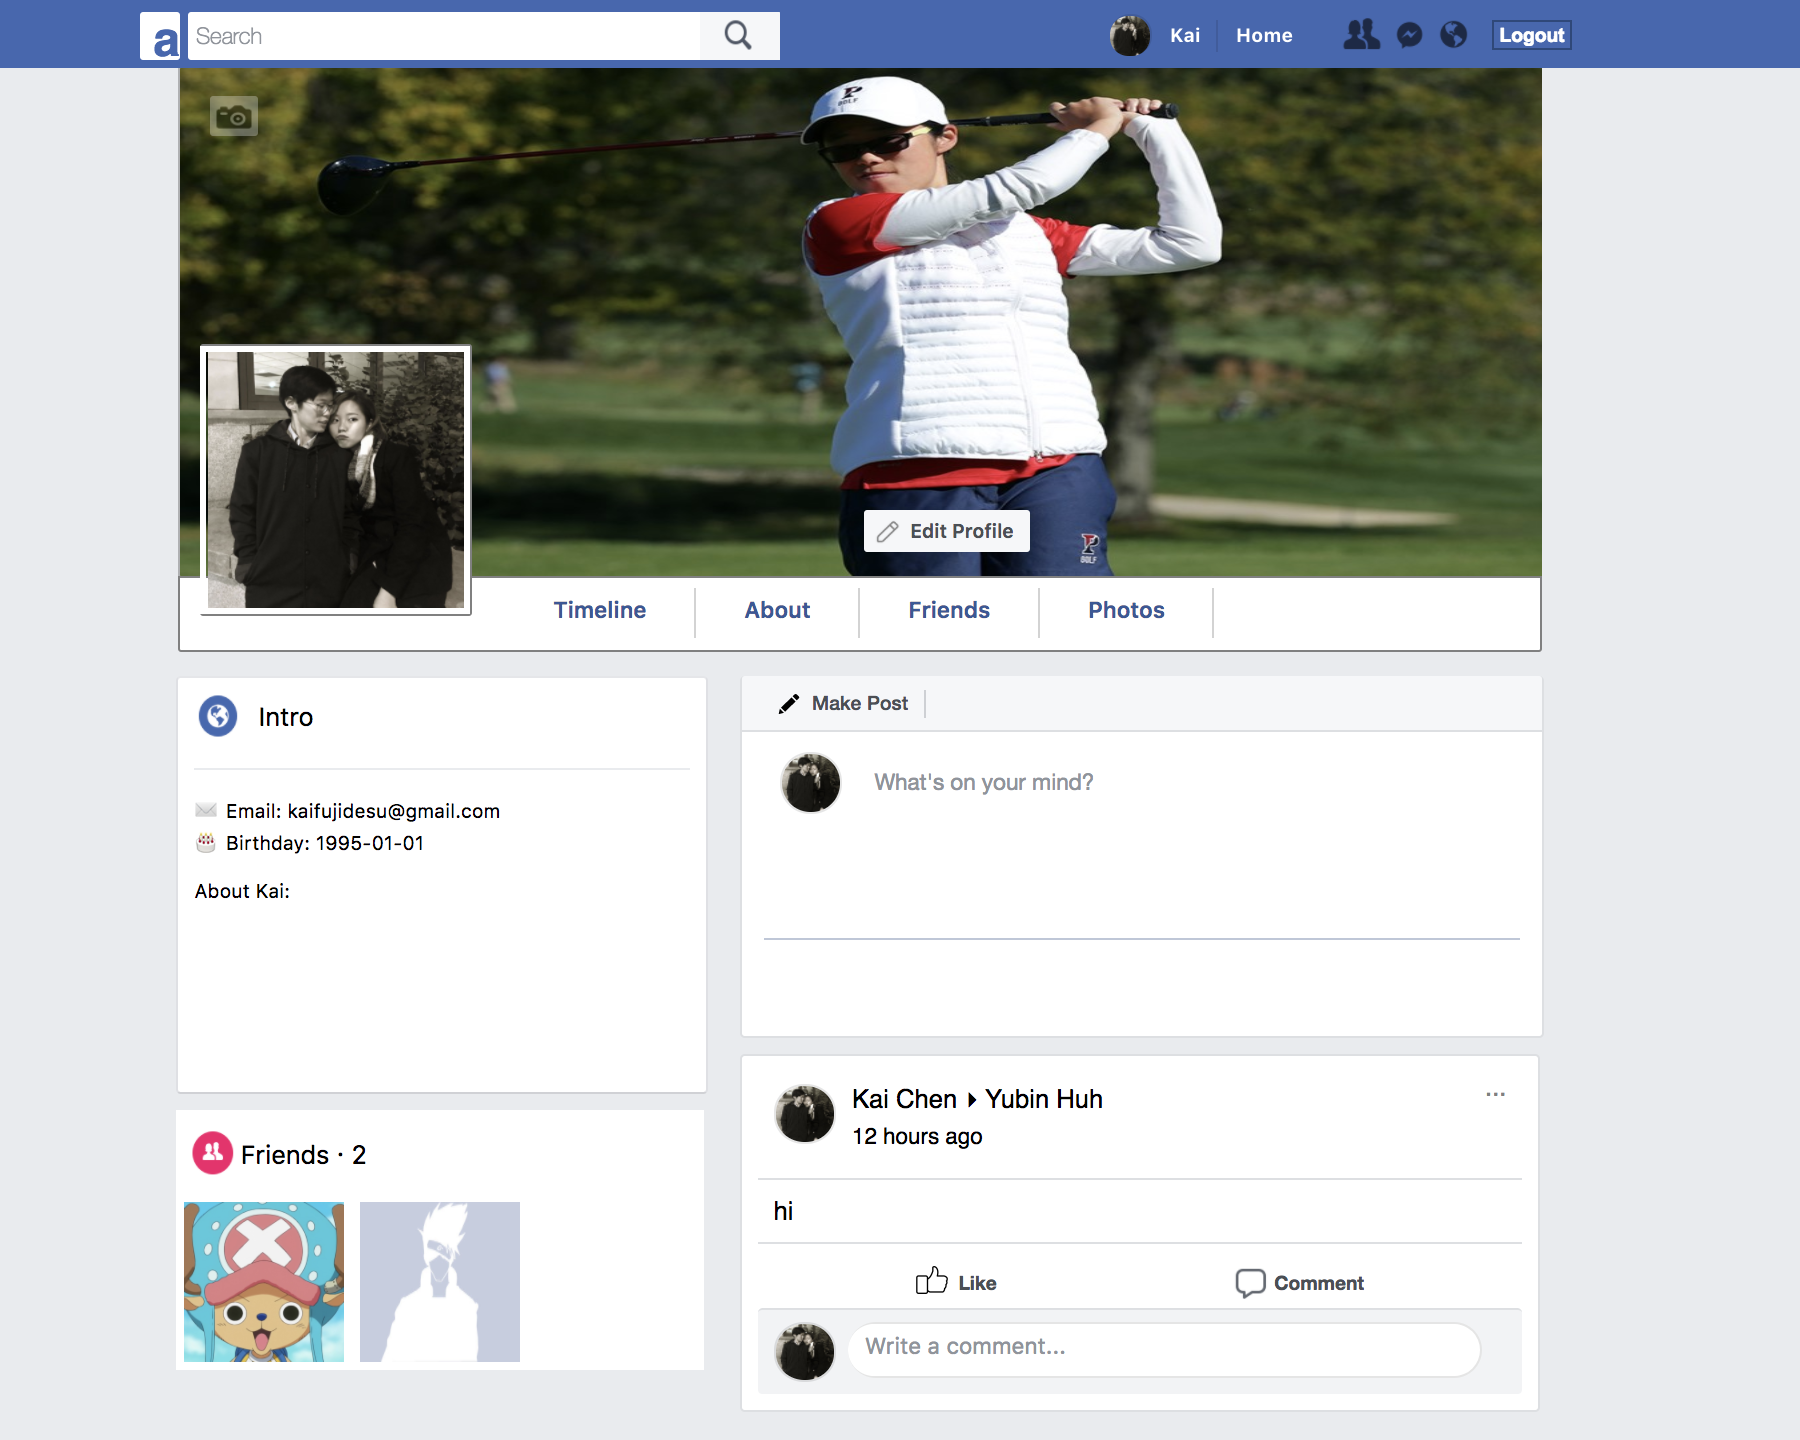 a
Search
Kai
Home
Logout
P
GOLF
Edit Profile
P
GOLF
Timeline
About
Friends
Photos
Intro
Email: kaifujidesu@gmail.com
Birthday: 1995-01-01
About Kai:
Friends · 2
Make Post
What's on your mind?
Kai Chen ▸ Yubin Huh
12 hours ago
...
hi
Like
Comment
Write a comment...